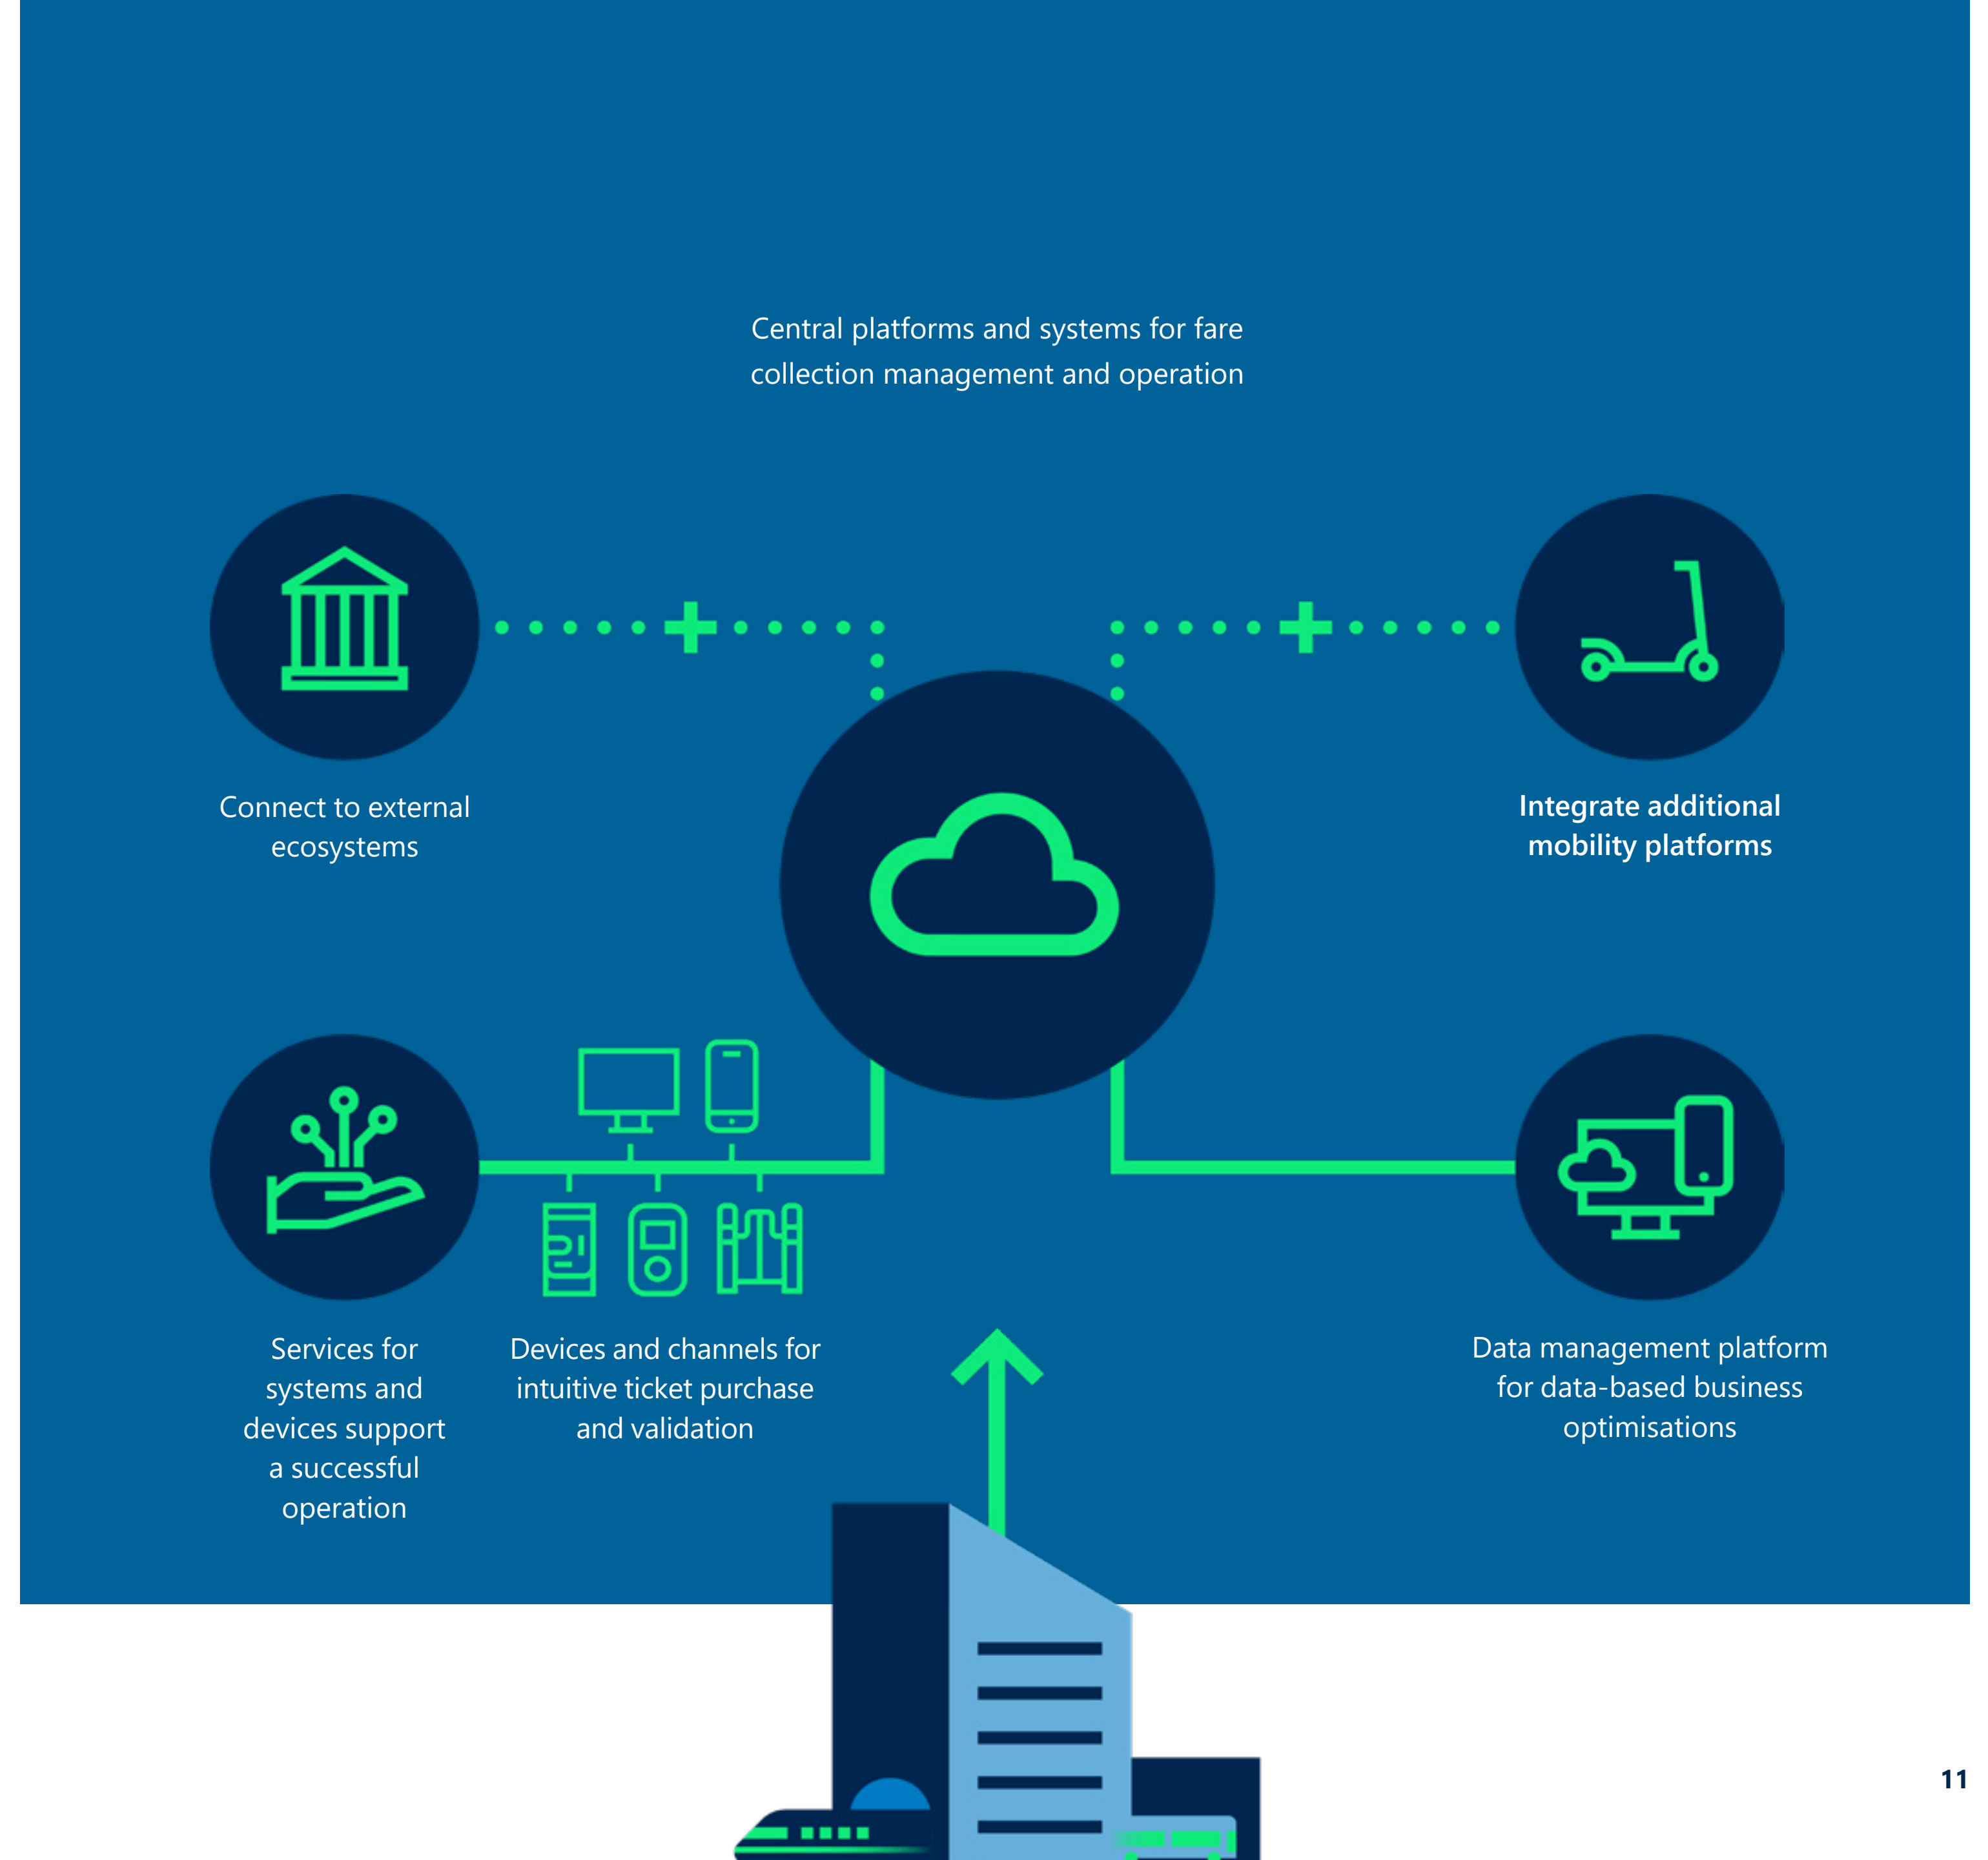 Central platforms and systems for fare
collection management and operation
Connect to external
ecosystems
Integrate additional
mobility platforms
Services for
systems and
devices support
a successful
operation
Devices and channels for
intuitive ticket purchase
and validation
Data management platform
for data-based business
optimisations
11